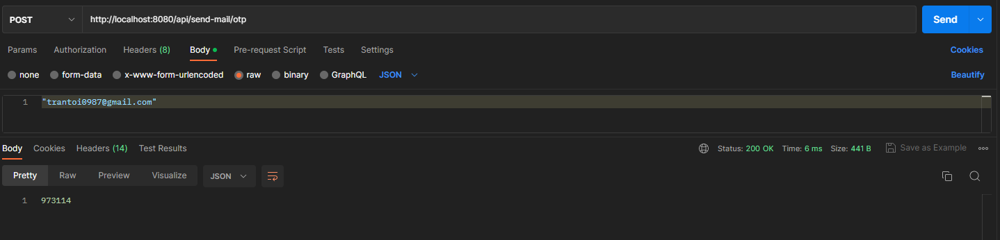 POST http://localhost:8080/api/send-mail/otp Send
Params Authorization Headers (8) Body Pre-request Script Tests Settings Cookies
none form-data x-www-form-urlencoded raw binary GraphQL JSON Beautify
1 "trantoi0987@gmail.com"
Body Cookies Headers (14) Test Results Status: 200 OK Time: 6 ms Size: 441 B Save as Example
Pretty Raw Preview Visualize JSON
1 973114